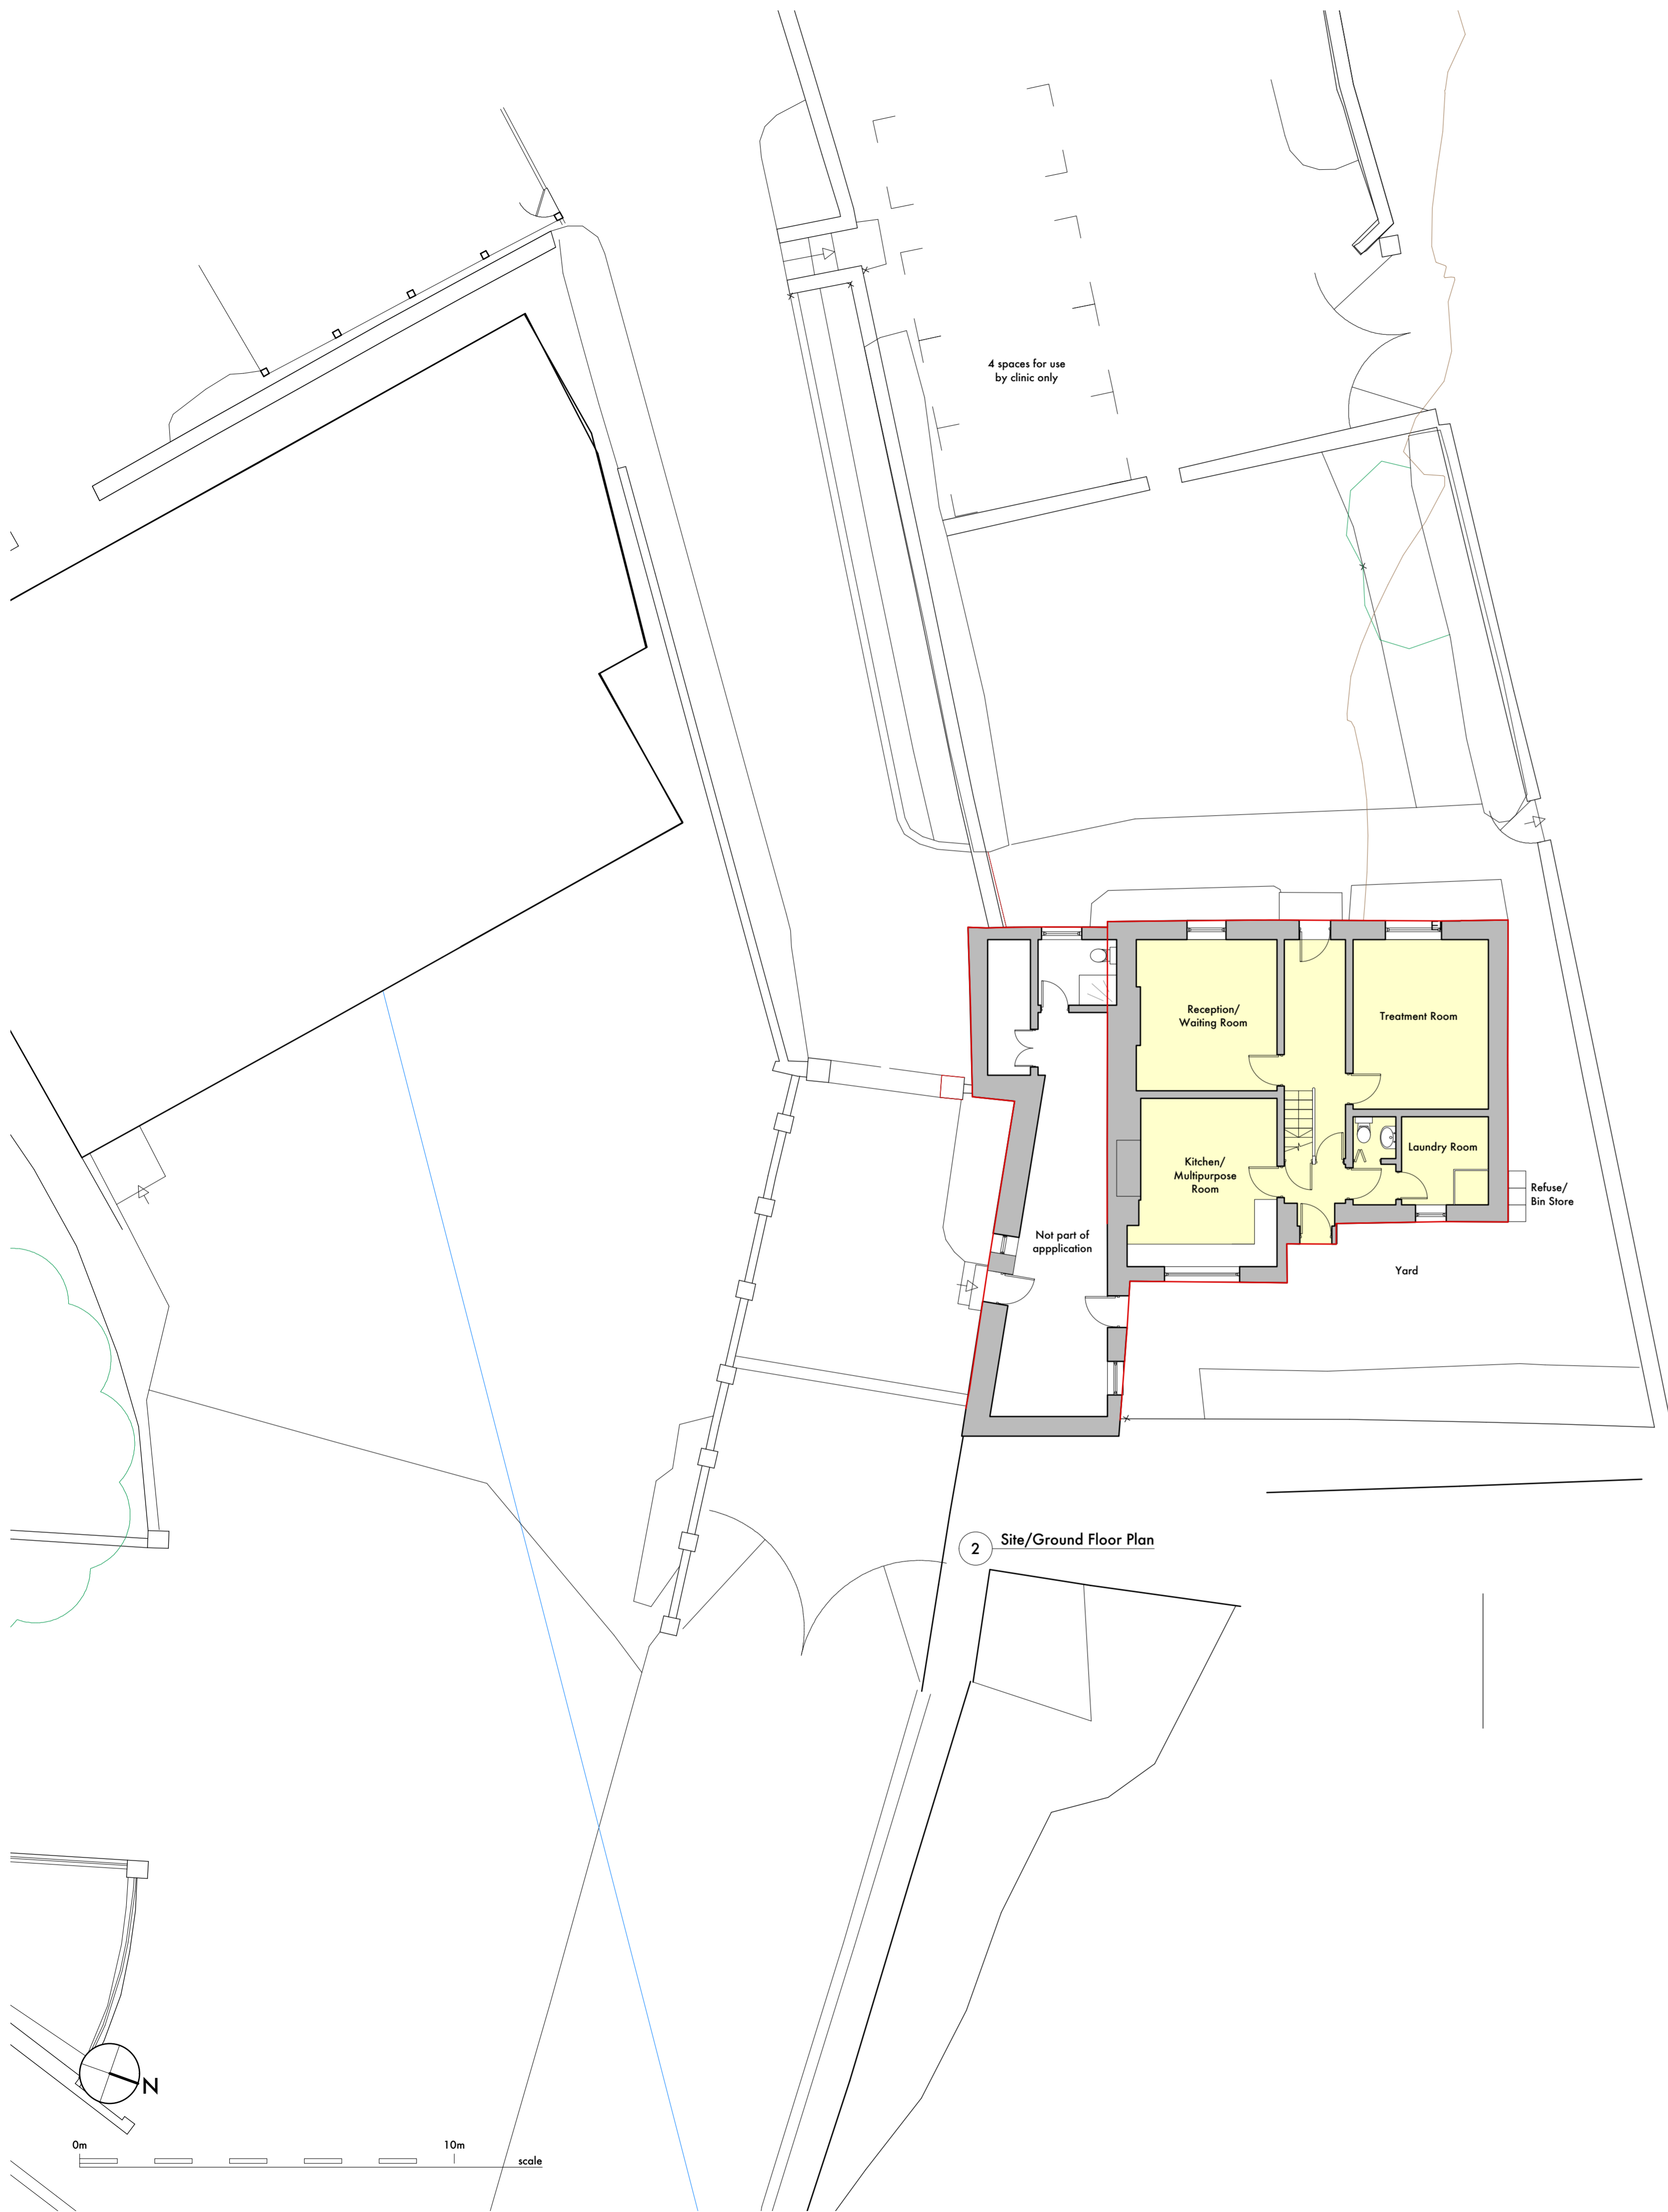 4 spaces for use
by clinic only
E
Reception/
Waiting Room
Treatment Room
Kitchen/
Multipurpose
Room
Laundry Room
Refuse/
Bin Store
Not part of
appplication
Yard
2
Site/Ground Floor Plan
N
0m
10m
scale